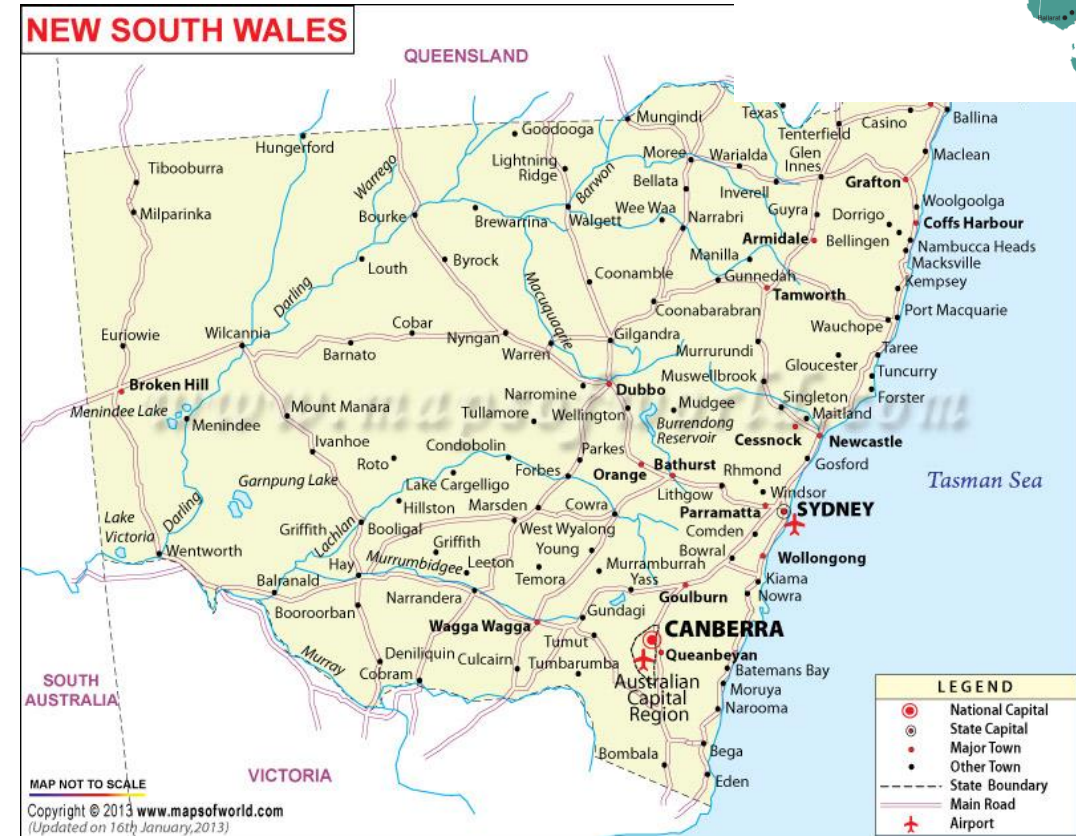 NEW SOUTH WALES
QUEENSLAND
Hungerford
Goodooga
Mungindi
Texas
Tenterfield
Casino
Ballina
Tibooburra
Lightning
Ridge
Moree
Warialda
Glen
Innes
Maclean
Warrego
Barwon
Bellata
Inverell
Grafton
Milparinka
Bourke
Brewarrina
Walgett
Wee Waa
Narrabri
Guyra
Dorrigo
Woolgoolga
Coffs Harbour
Armidale
Bellingen
Nambucca Heads
Macksville
Louth
Byrock
Macuquaqrie
Coonamble
Manilla
Gunnedah
Kempsey
Darling
Tamworth
Coonabarabran
Port Macquarie
Wauchope
Euriowie
Wilcannia
Cobar
Nyngan
Gilgandra
Barnato
Warren
Murrurundi
Taree
Gloucester
Tuncurry
Broken Hill
Muswellbrook
Narromine
Dubbo
Forster
www.mapsofworld.com
Menindee Lake
Menindee
Mount Manara
Tullamore
Wellington
Mudgee
Singleton
Maitland
Burrendong
Reservoir
Cessnock
Newcastle
Ivanhoe
Condobolin
Parkes
Roto
Forbes
Orange
Bathurst
Rhmond
Gosford
Garnpung Lake
Lake Cargelligo
Lithgow
Windsor
Tasman Sea
Darling
Hillston
Marsden
Cowra
Parramatta
SYDNEY
Lake
Victoria
Griffith
Lachlan
Booligal
West Wyalong
Comden
Wentworth
Griffith
Young
Bowral
Wollongong
Murrumbidgee
Leeton
Murramburrah
Hay
Temora
Yass
Kiama
Balranald
Narrandera
Goulburn
Nowra
Booroorban
Gundagi
Wagga Wagga
CANBERRA
Tumut
Queanbeyan
Murray
Deniliquin
Culcairn
Tumbarumba
Batemans Bay
Cobram
Australian
Capital
Region
Moruya
Narooma
SOUTH
AUSTRALIA
Bombala
Bega
Eden
VICTORIA
LEGEND
National Capital
State Capital
Major Town
Other Town
State Boundary
Main Road
Airport
MAP NOT TO SCALE
Copyright © 2013 www.mapsofworld.com
(Updated on 16th January,2013)